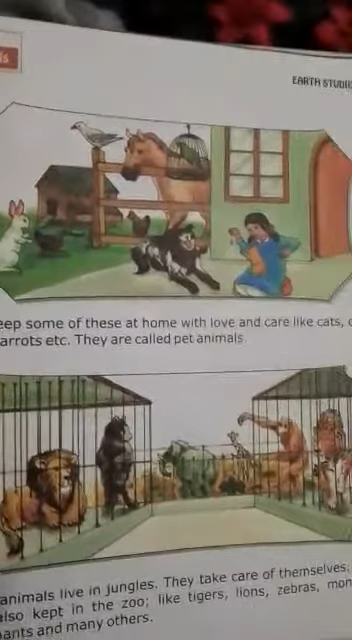 ls
EARTH STUDIE
eep some of these at home with love and care like cats,
arrots etc. They are called pet animals
animals live in jungles. They take care of themselves.
also kept in the zoo; like tigers, lions, zebras, mon
ants and many others.